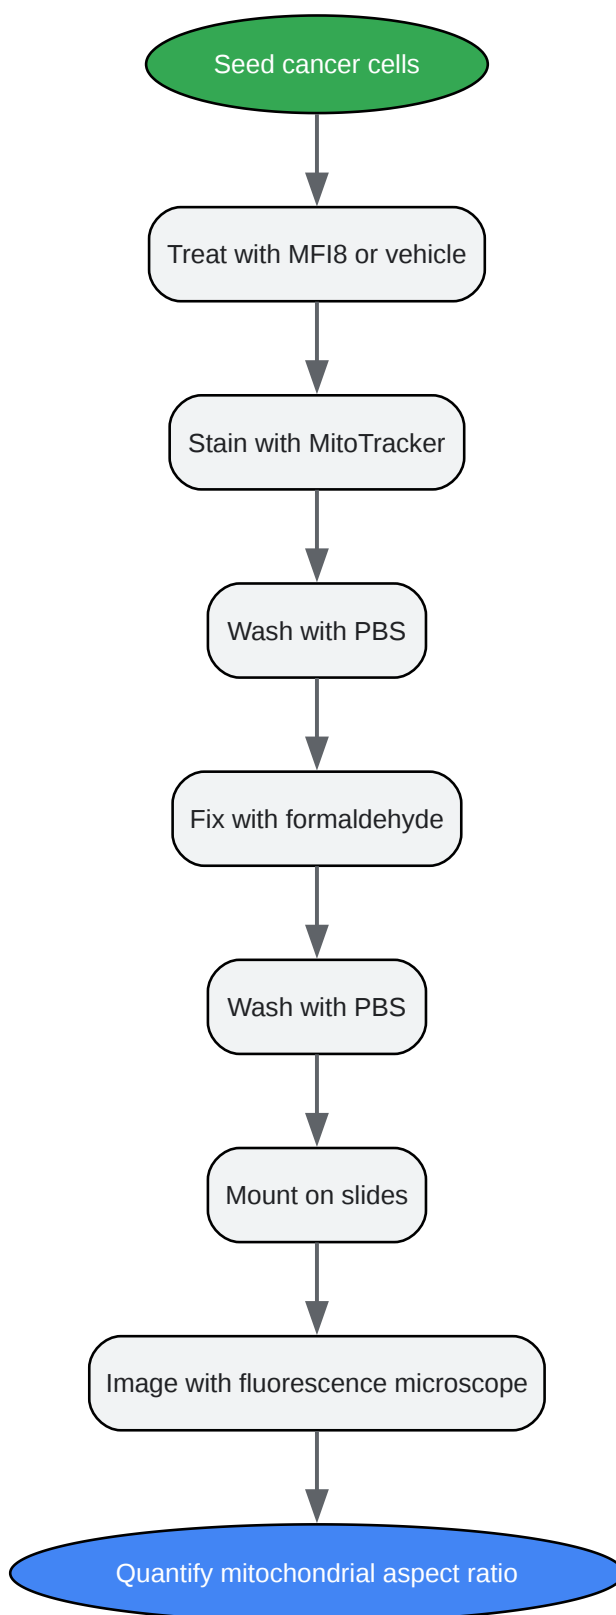 Seed cancer cells
Treat with MFI8 or vehicle
Stain with MitoTracker
Wash with PBS
Fix with formaldehyde
Wash with PBS
Mount on slides
Image with fluorescence microscope
Quantify mitochondrial aspect ratio